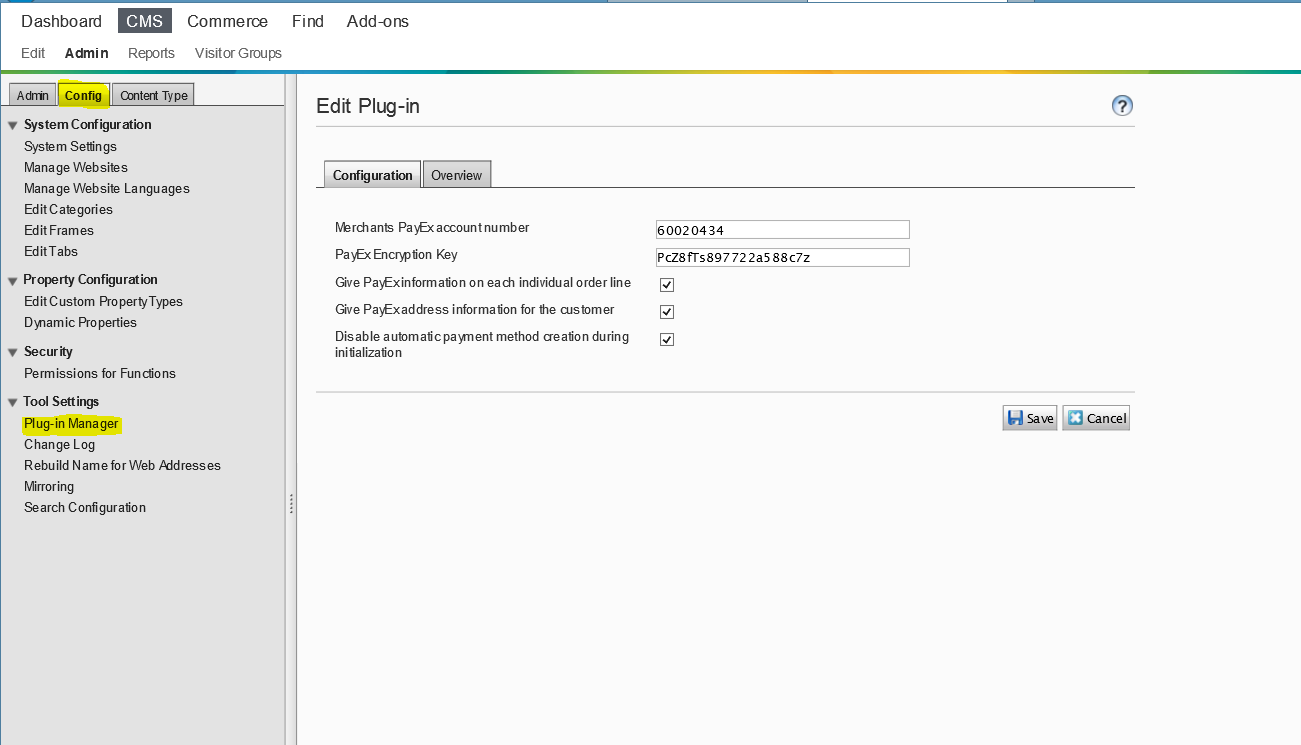 Dashboard CMS Commerce Find Add-ons
Edit Admin Reports Visitor Groups
Admin Config Content Type
System Configuration
System Settings
Manage Websites
Manage Website Languages
Edit Categories
Edit Frames
Edit Tabs
Property Configuration
Edit Custom Property Types
Dynamic Properties
Security
Permissions for Functions
Tool Settings
Plug-in Manager
Change Log
Rebuild Name for Web Addresses
Mirroring
Search Configuration
Edit Plug-in
?
Configuration Overview
Merchants PayEx account number 60020434
PayEx Encryption Key PcZ8fTs897722a588c7z
Give PayEx information on each individual order line
Give PayEx address information for the customer
Disable automatic payment method creation during
initialization
Save Cancel